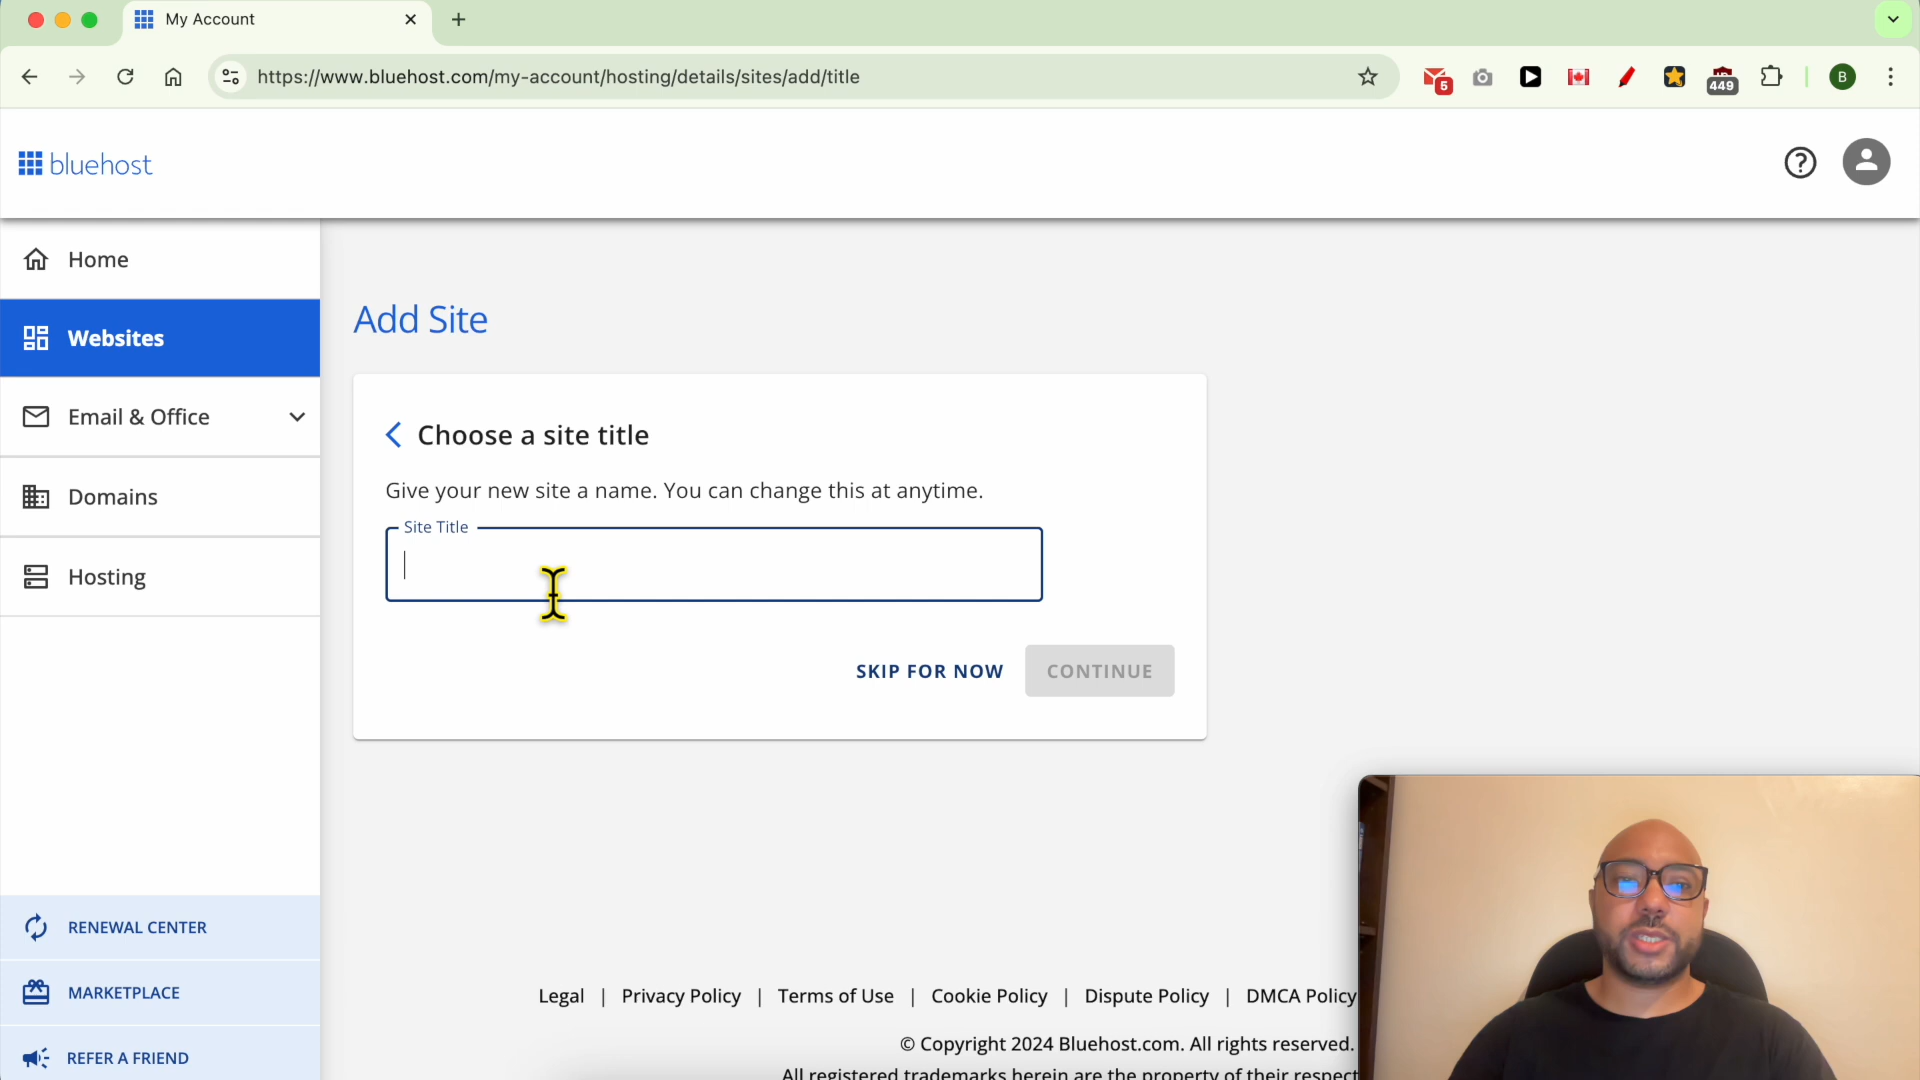 My Account
https://www.bluehost.com/my-account/hosting/details/sites/add/title
5
449
B
bluehost
Home
Websites
Email & Office
Domains
Hosting
RENEWAL CENTER
MARKETPLACE
REFER A FRIEND
Add Site
Choose a site title
Give your new site a name. You can change this at anytime.
Site Title
SKIP FOR NOW
CONTINUE
Legal | Privacy Policy | Terms of Use | Cookie Policy | Dispute Policy | DMCA Policy
© Copyright 2024 Bluehost.com. All rights reserved.
All registered trademarks herein are the property of their respect